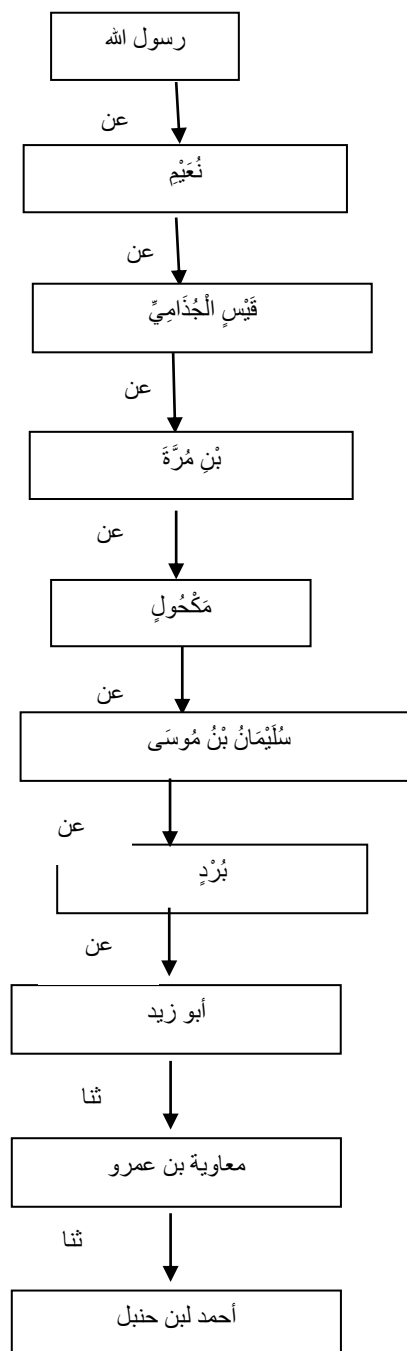 رسول الله
عن
نُعَيْمِ
عن
قَيْسٍ الْجُذَامِيِّ
عن
بْنِ مُرَّةَ
عن
مَكْحُولٍ
عن
سُلَيْمَانُ بْنُ مُوسَى
عن
بُرْدٍ
عن
أبو زيد
ثنا
معاوية بن عمرو
ثنا
أحمد لبن حنبل